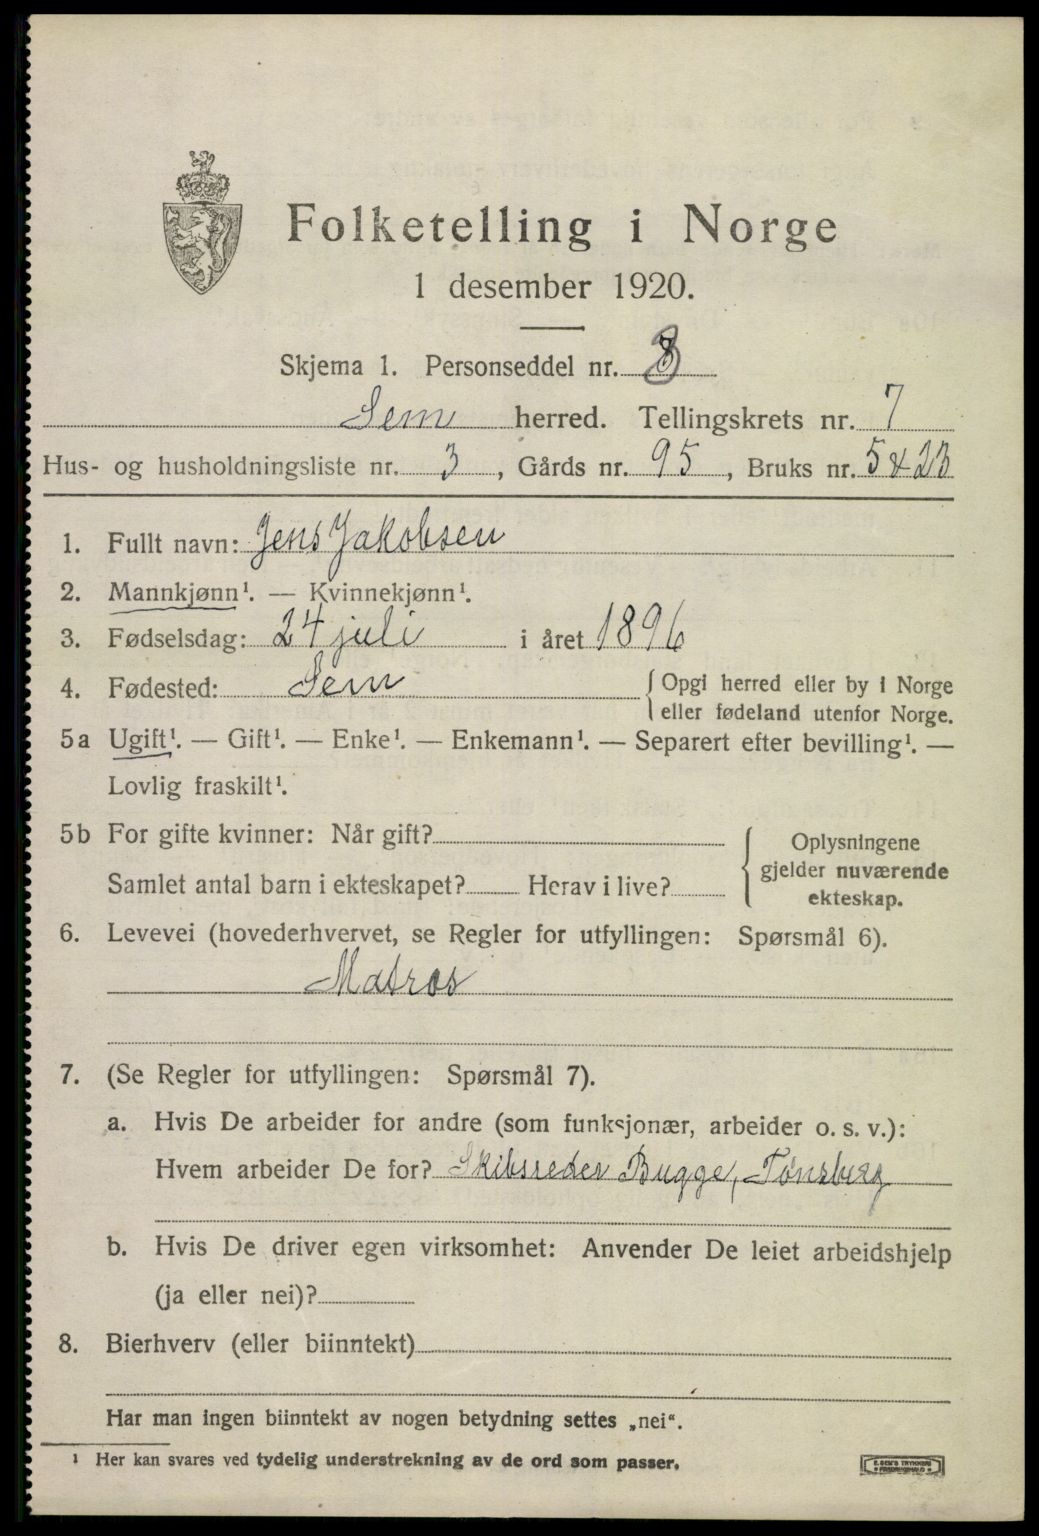 Folketelling i Norge
1 desember 1920.
Skjema 1. Personseddel nr. 8
Sem herred. Tellingskrets nr. 7
Hus- og husholdningsliste nr. 3, Gårds nr. 95, Bruks nr. 5 & 23
1. Fullt navn: Jens Jakobsen
2. Mannkjønn¹. — Kvinnekjønn¹.
3. Fødselsdag: 24 juli i året 1896
4. Fødested: Sem { Opgi herred eller by i Norge
eller fødeland utenfor Norge.
5a Ugift¹. — Gift¹. — Enke¹. — Enkemann¹. — Separert efter bevilling¹. —
Lovlig fraskilt¹.
5b For gifte kvinner: Når gift?
Samlet antal barn i ekteskapet? Herav i live?
{ Oplysningene
gjelder nuværende
ekteskap.
6. Levevei (hovederhvervet, se Regler for utfyllingen: Spørsmål 6).
Matros
7. (Se Regler for utfyllingen: Spørsmål 7).
a. Hvis De arbeider for andre (som funksjonær, arbeider o. s. v.):
Hvem arbeider De for? Skibsreder Bugge, Tønsberg
b. Hvis De driver egen virksomhet: Anvender De leiet arbeidshjelp
(ja eller nei)?
8. Bierhverv (eller biinntekt)
Har man ingen biinntekt av nogen betydning settes „nei“.
¹ Her kan svares ved tydelig understrekning av de ord som passer.